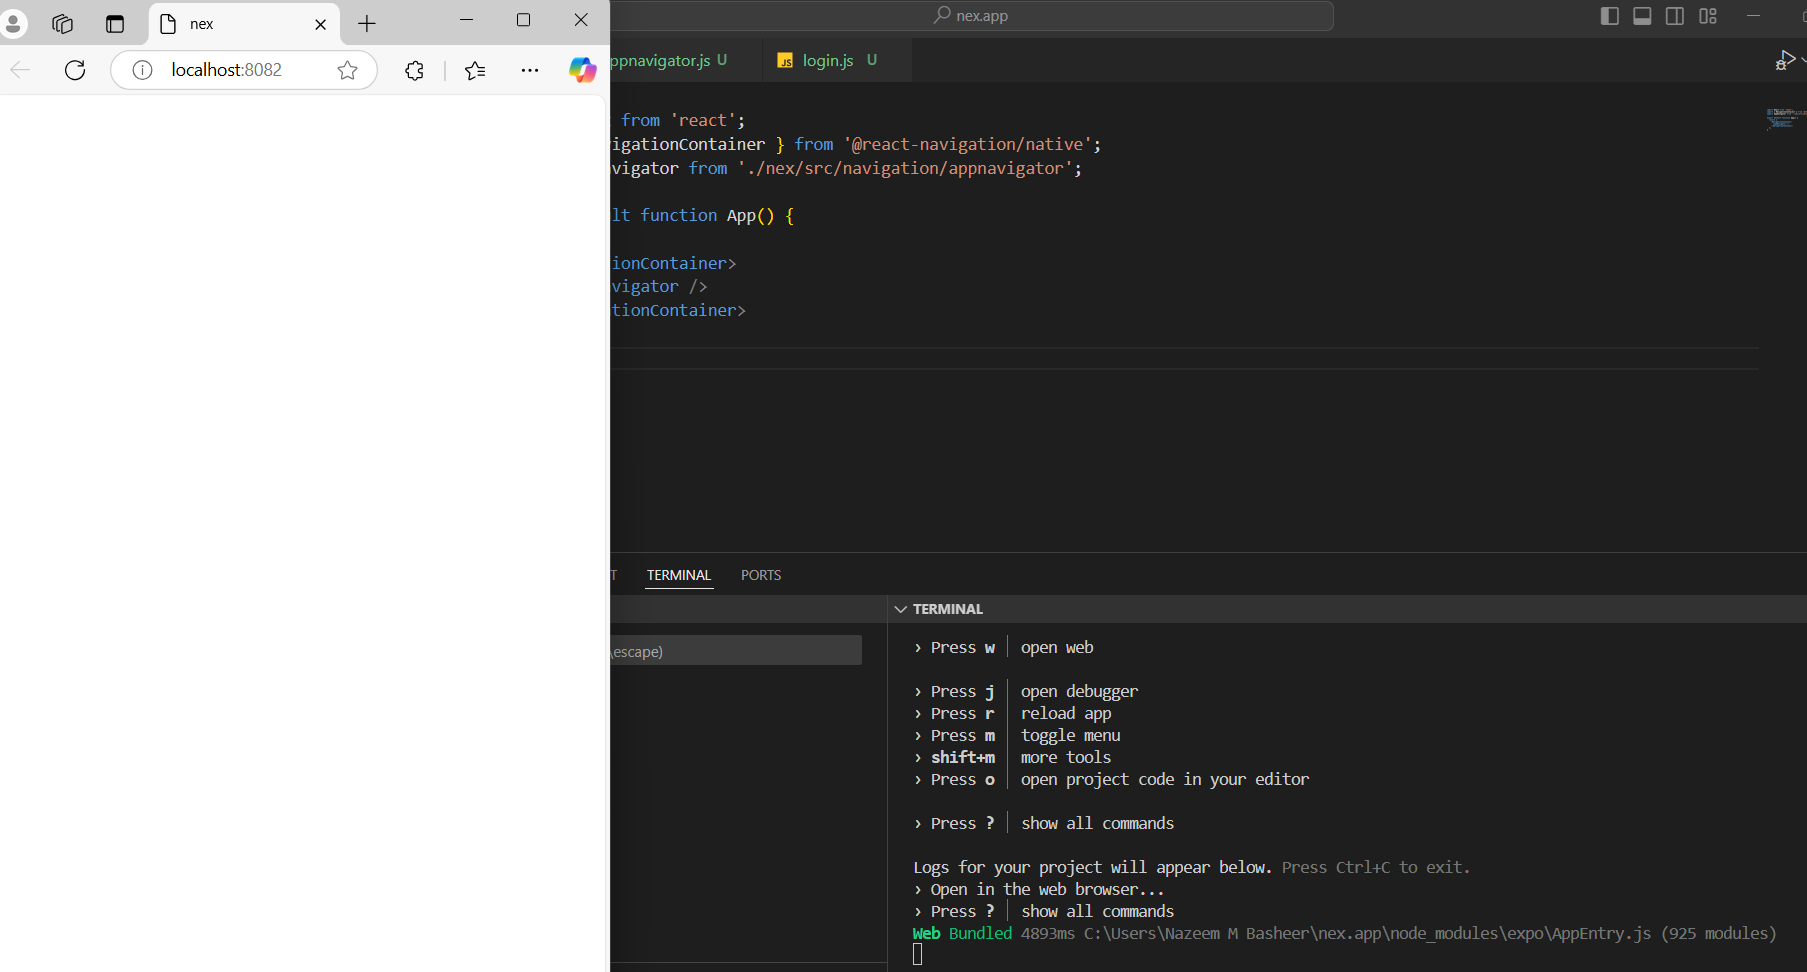 nex
localhost:8082
nex.app
ppnavigator.js U
JS login.js U
from 'react';
igationContainer } from '@react-navigation/native';
vigator from './nex/src/navigation/appnavigator';
lt function App() {
ionContainer>
vigator />
tionContainer>
T TERMINAL PORTS
TERMINAL
\escape)
› Press w │ open web
› Press j │ open debugger
› Press r │ reload app
› Press m │ toggle menu
› shift+m │ more tools
› Press o │ open project code in your editor
› Press ? │ show all commands
Logs for your project will appear below. Press Ctrl+C to exit.
› Open in the web browser...
› Press ? │ show all commands
Web Bundled 4893ms C:\Users\Nazeem M Basheer\nex.app\node_modules\expo\AppEntry.js (925 modules)